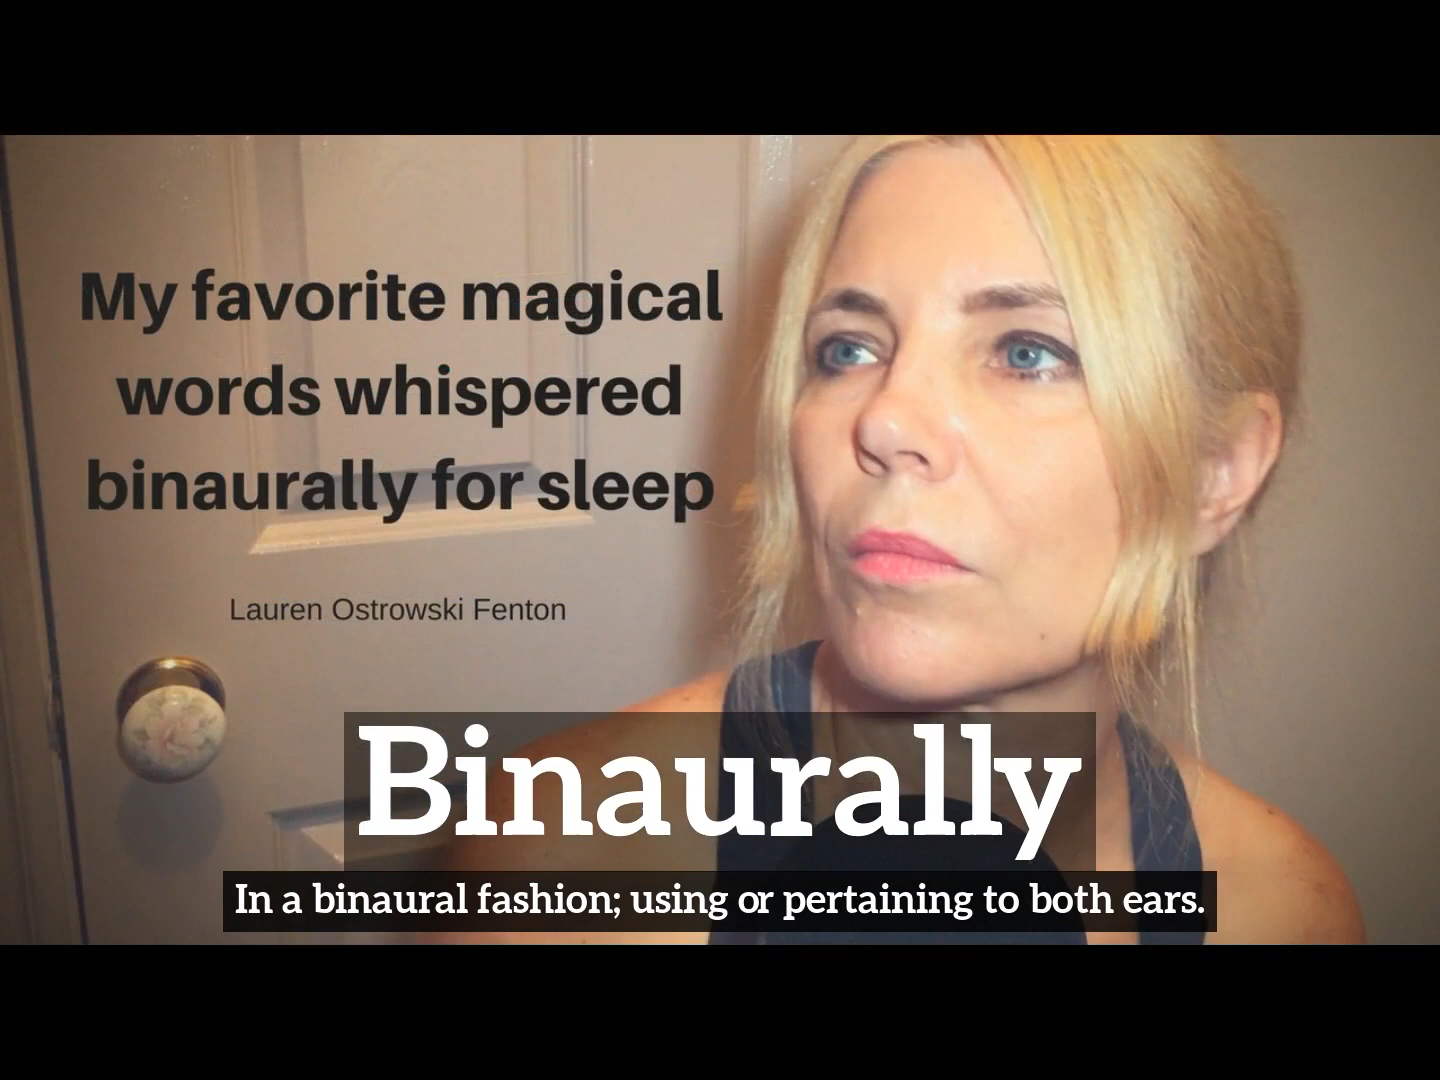 My favorite magical
words whispered
binaurally for sleep
Lauren Ostrowski Fenton
Binaurally
In a binaural fashion; using or pertaining to both ears.